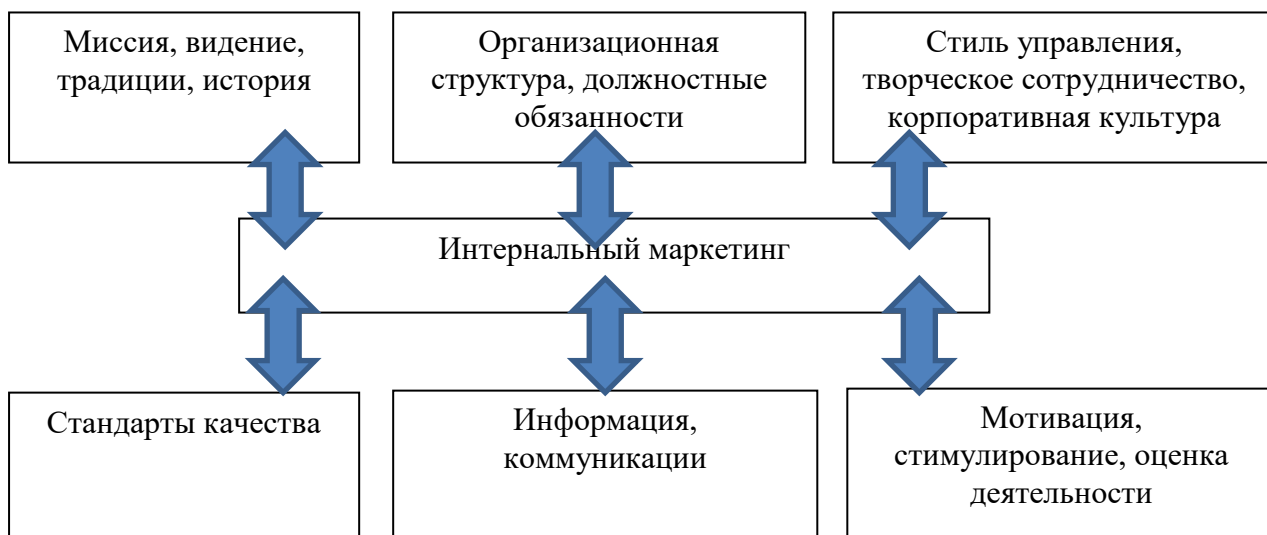 Миссия, видение,
традиции, история
Организационная
структура, должностные
обязанности
Стиль управления,
творческое сотрудничество,
корпоративная культура
Интернальный маркетинг
Стандарты качества
Информация,
коммуникации
Мотивация,
стимулирование, оценка
деятельности